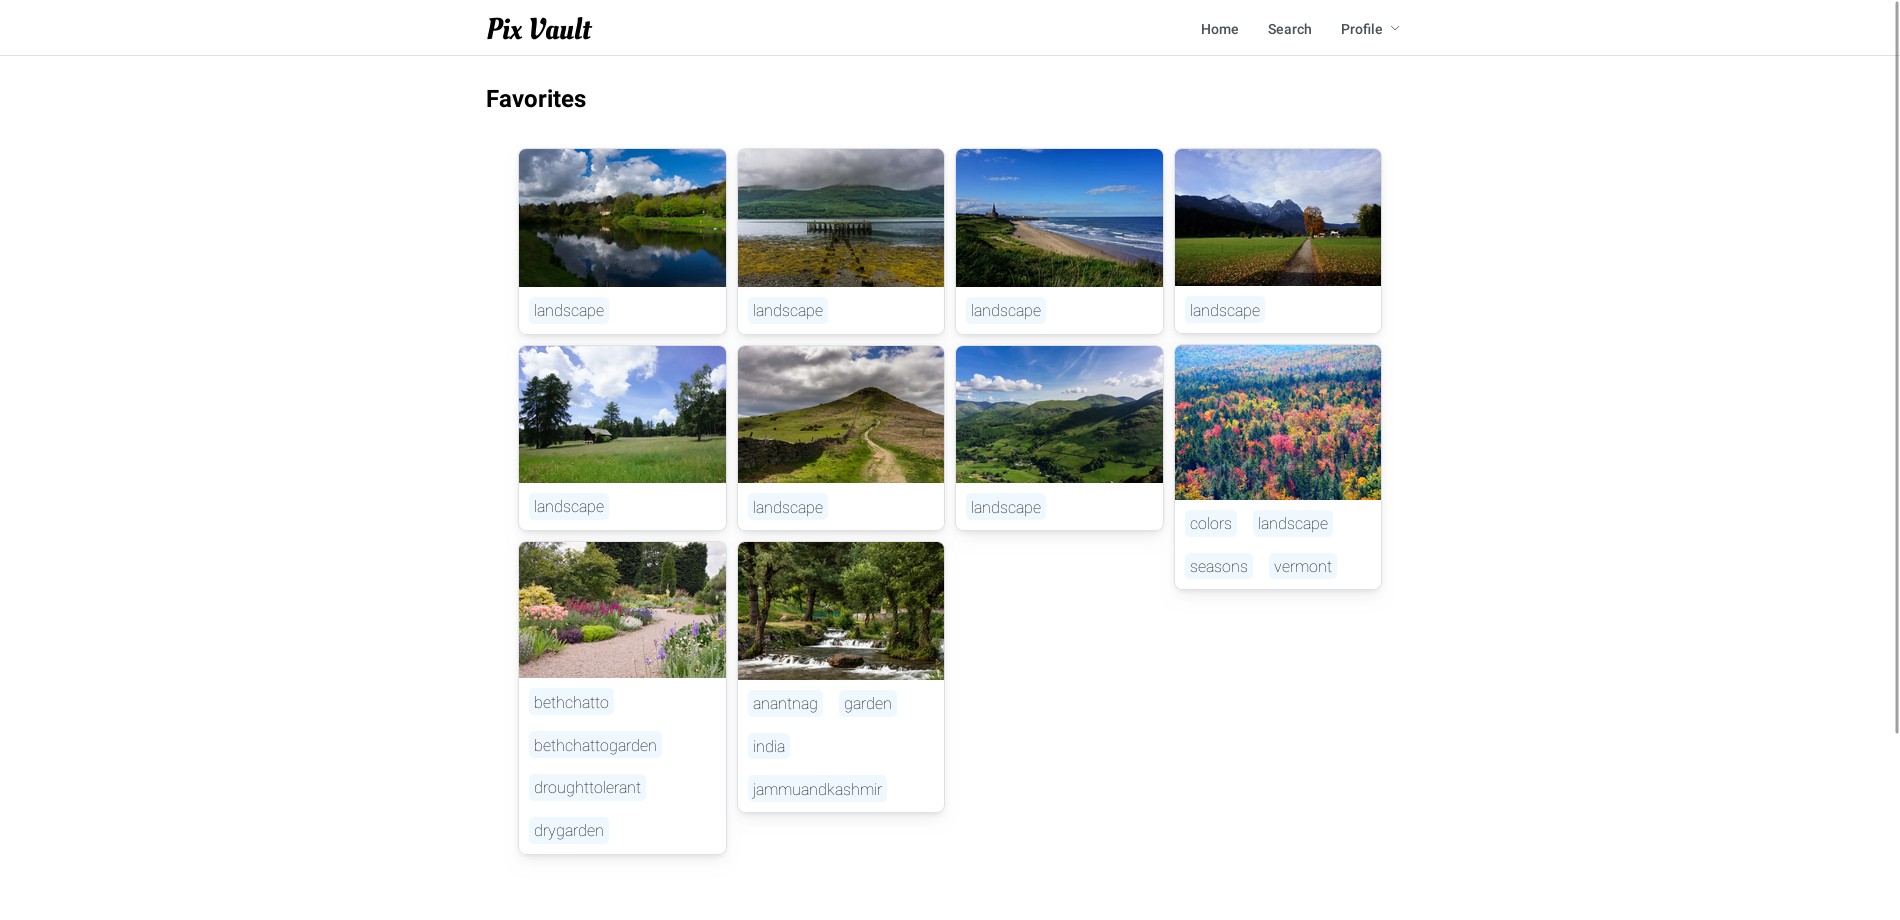 Pix Vault
Home Search Profile
Favorites
landscape landscape landscape landscape
landscape landscape landscape
colors landscape
seasons vermont
bethchatto
bethchattogarden
droughttolerant
drygarden
anantnag garden
india
jammuandkashmir